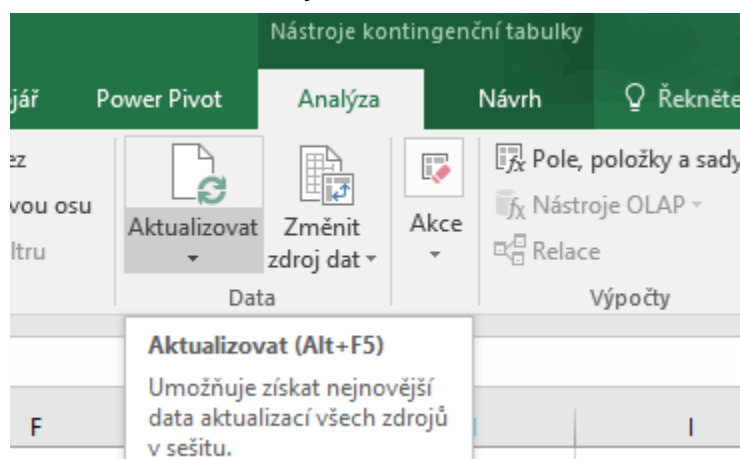 Nástroje kontingenční tabulky
jář Power Pivot Analýza Návrh Řekněte
ez
vou osu
ltru
Aktualizovat
Změnit
zdroj dat
Akce
Pole, položky a sady
Nástroje OLAP
Relace
Data
Výpočty
Aktualizovat (Alt+F5)
Umožňuje získat nejnovější
data aktualizací všech zdrojů
v sešitu.
F I